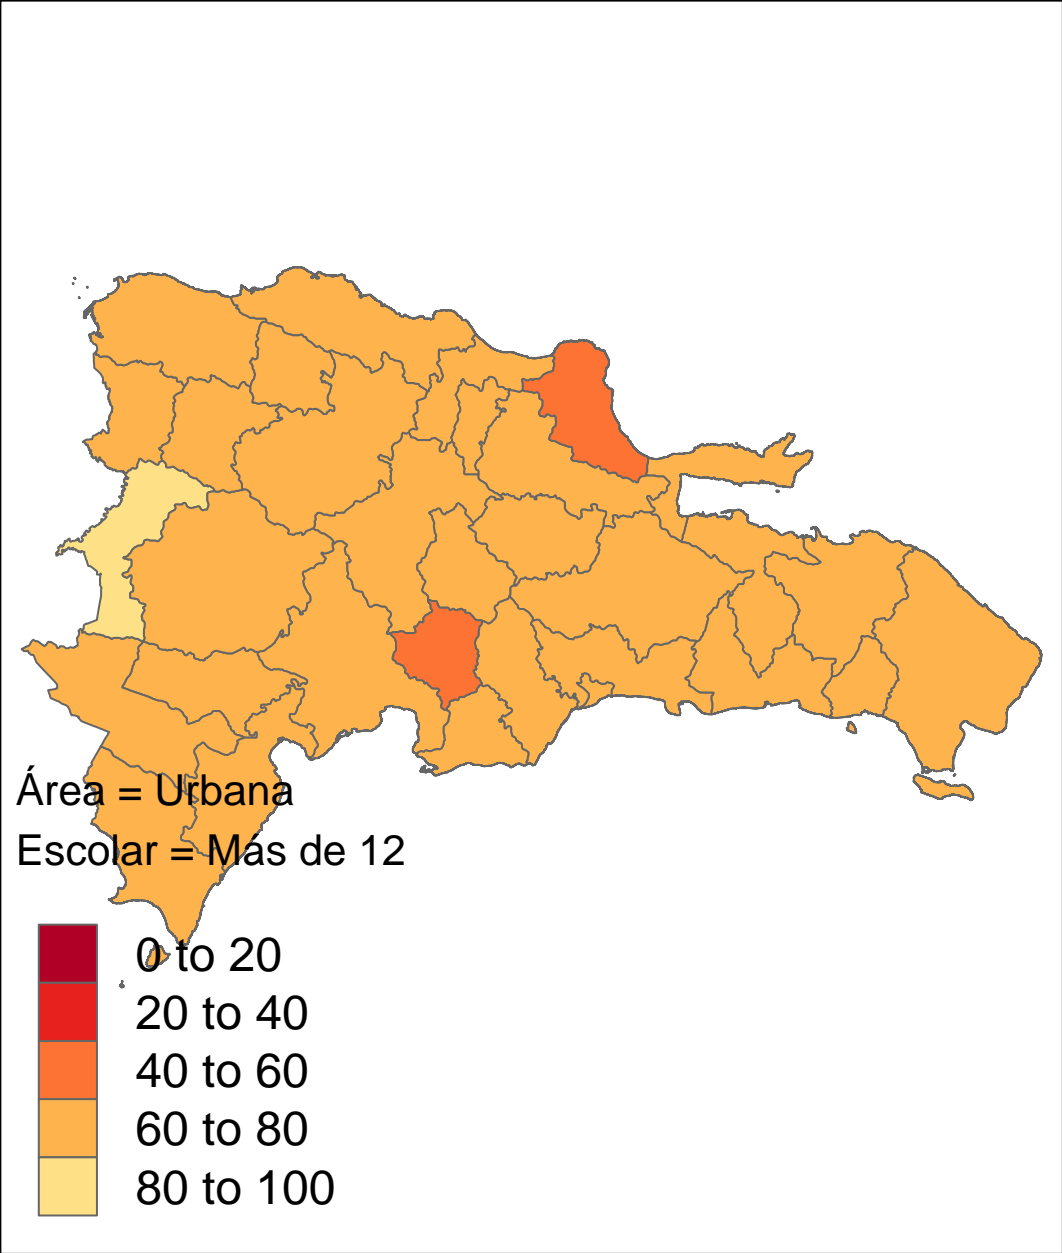 Área = Urbana
Escolar = Más de 12
0 to 20
20 to 40
40 to 60
60 to 80
80 to 100